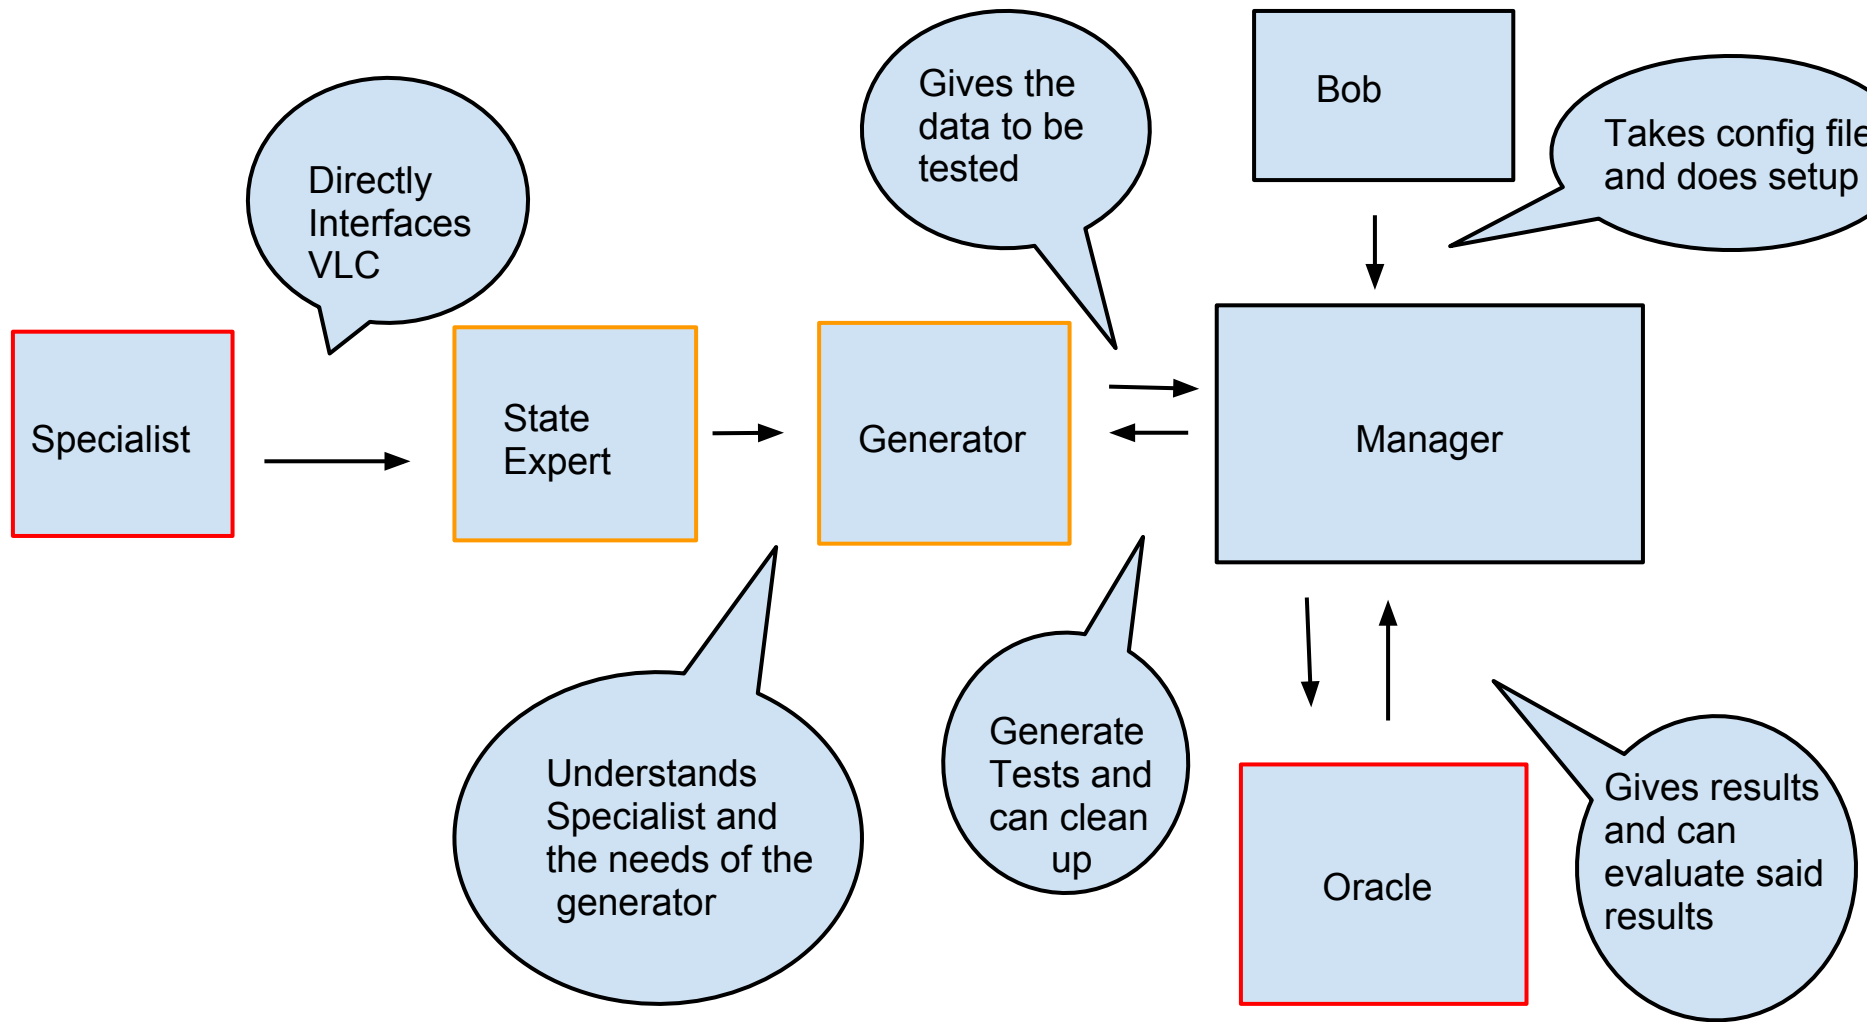 Gives the
data to be
tested
Bob
Takes config file
and does setup
Directly
Interfaces
VLC
Specialist
State
Expert
Generator
Manager
Understands
Specialist and
the needs of the
generator
Generate
Tests and
can clean
up
Oracle
Gives results
and can
evaluate said
results